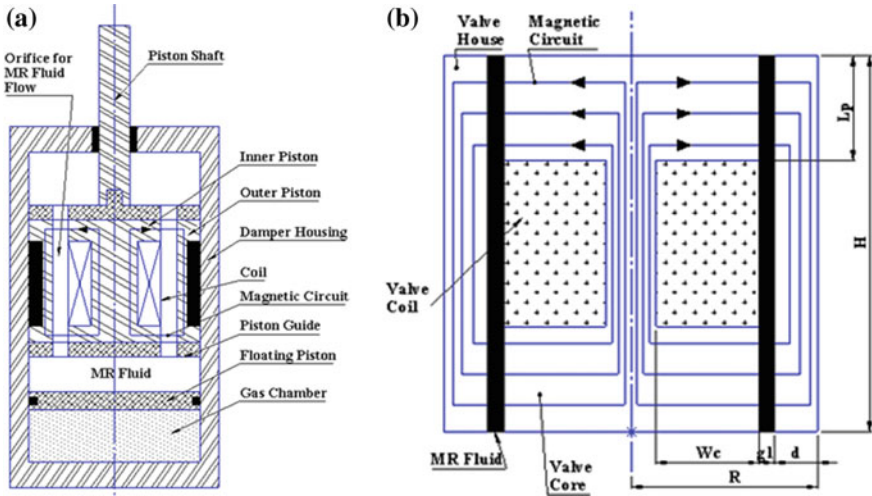 (a)
Orifice for
MR Fluid
Flow
Piston Shaft
Inner Piston
Outer Piston
Damper Housing
Coil
Magnetic Circuit
Piston Guide
Floating Piston
Gas Chamber
MR Fluid
(b)
Valve
House
Magnetic
Circuit
Lp
H
Valve
Coil
MR Fluid
Valve
Core
Wc
gl
d
R